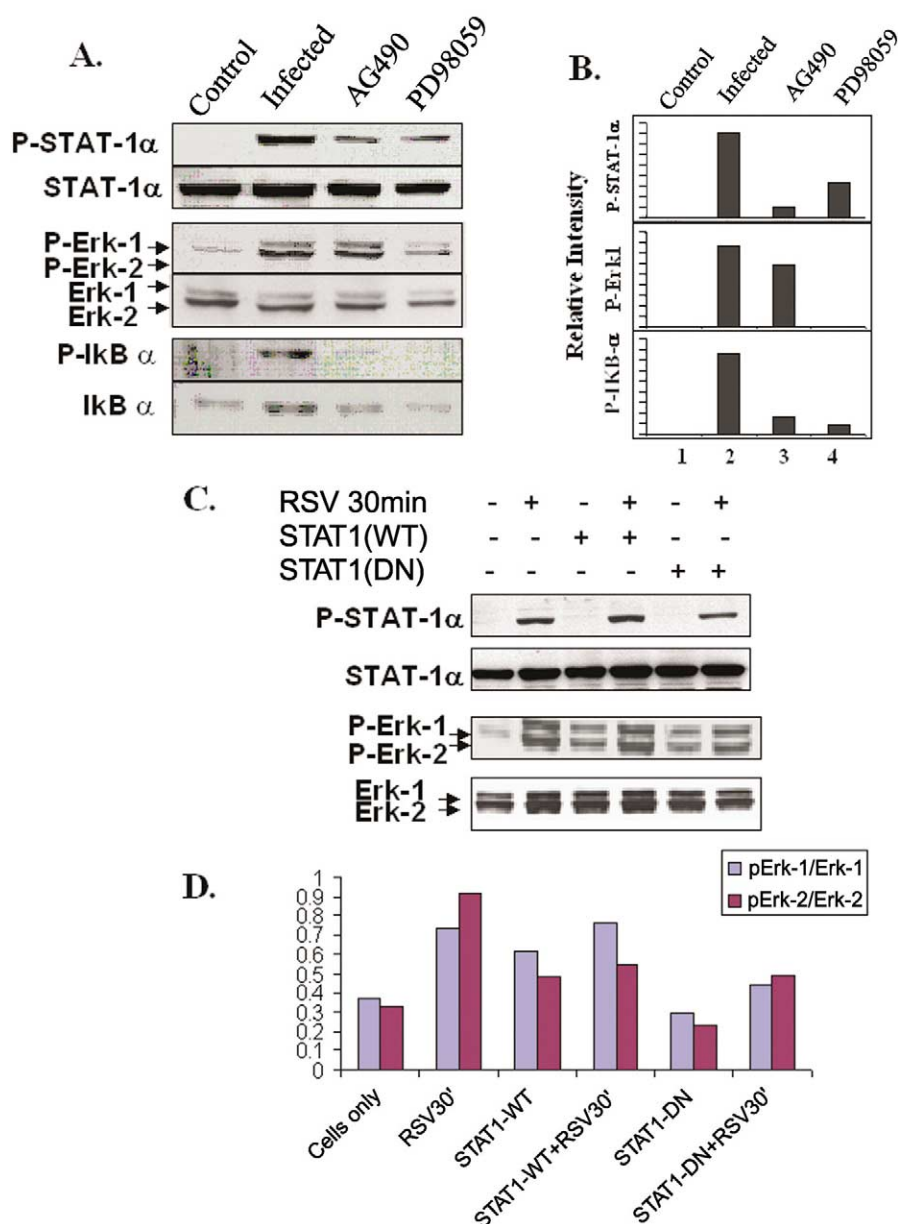 A.
Control Infected AG490 PD98059
P-STAT-1α
STAT-1α
P-Erk-1
P-Erk-2
Erk-1
Erk-2
P-IkB α
IkB α
B.
Control Infected AG490 PD98059
Relative Intensity
P-STAT-1α
P-Erk1
P-IKB-α
1 2 3 4
C.
RSV 30min - + - + - +
STAT1(WT) - - + + - -
STAT1(DN) - - - - + +
P-STAT-1α
STAT-1α
P-Erk-1
P-Erk-2
Erk-1
Erk-2
D.
pErk-1/Erk-1
pErk-2/Erk-2
1
0.9
0.8
0.7
0.6
0.5
0.4
0.3
0.2
0.1
0
Cells only
RSV30'
STAT1-WT
STAT1-WT+RSV30'
STAT1-DN
STAT1-DN+RSV30'